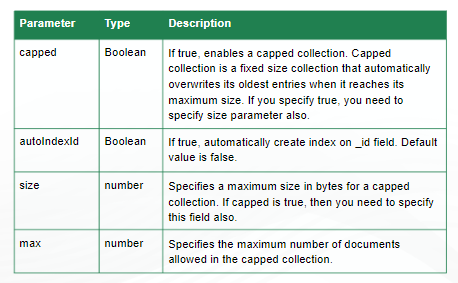 Parameter Type Description
capped Boolean If true, enables a capped collection. Capped
collection is a fixed size collection that automatically
overwrites its oldest entries when it reaches its
maximum size. If you specify true, you need to
specify size parameter also.
autoIndexId Boolean If true, automatically create index on _id field. Default
value is false.
size number Specifies a maximum size in bytes for a capped
collection. If capped is true, then you need to specify
this field also.
max number Specifies the maximum number of documents
allowed in the capped collection.